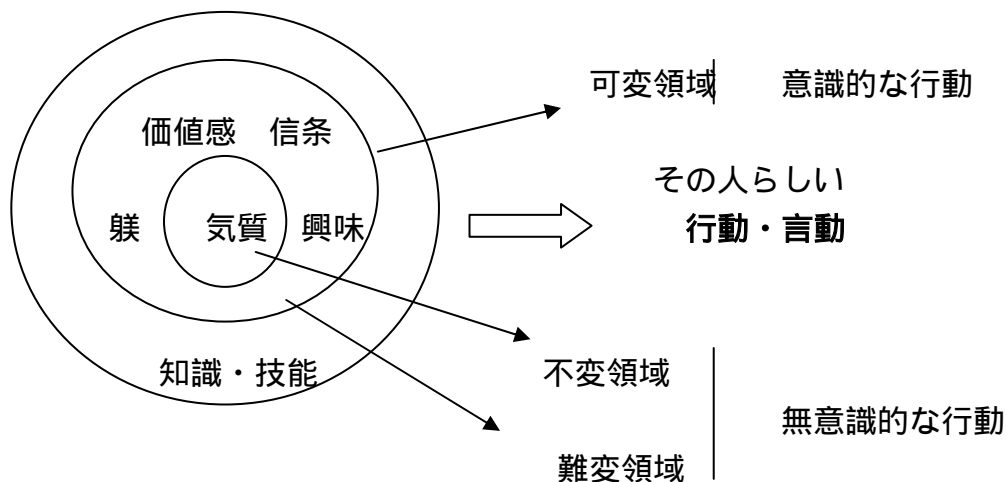 可変領域 意識的な行動
価値感 信条
その人らしい
躾 気質 興味 行動・言動
知識・技能 不変領域
無意識的な行動
難変領域